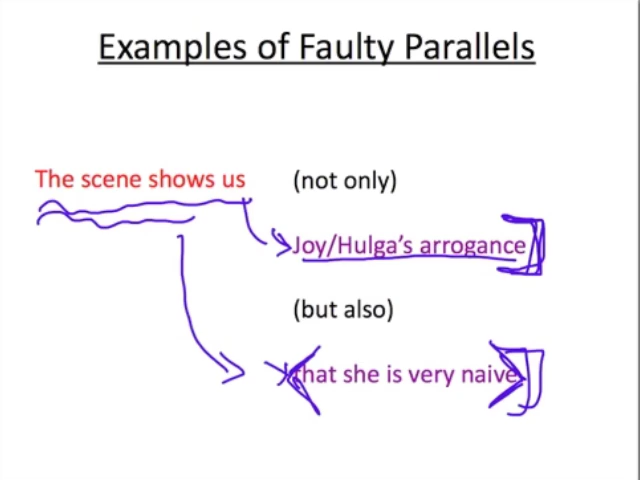 Examples of Faulty Parallels
The scene shows us (not only)
Joy/Hulga's arrogance
(but also)
that she is very naive